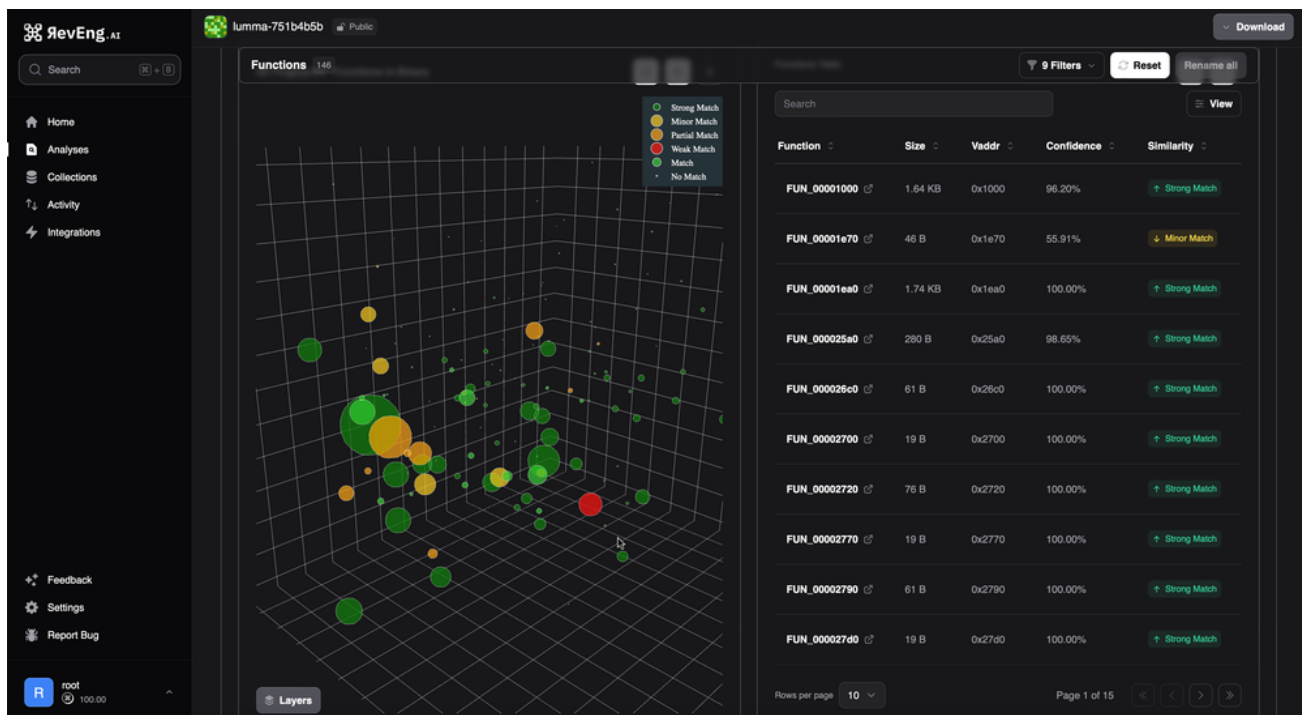 ЯevEng.AI
lumma-751b4b5b
Public
Download
Search
⌘ + B
Home
Analyses
Collections
Activity
Integrations
Feedback
Settings
Report Bug
R
root
100.00
Functions 146
9 Filters
Reset
Rename all
Strong Match
Minor Match
Partial Match
Weak Match
Match
No Match
Layers
Search
View
Function Size Vaddr Confidence Similarity
FUN_00001000 1.64 KB 0x1000 96.20% ↑ Strong Match
FUN_00001e70 46 B 0x1e70 55.91% ↓ Minor Match
FUN_00001ea0 1.74 KB 0x1ea0 100.00% ↑ Strong Match
FUN_000025a0 280 B 0x25a0 98.65% ↑ Strong Match
FUN_000026c0 61 B 0x26c0 100.00% ↑ Strong Match
FUN_00002700 19 B 0x2700 100.00% ↑ Strong Match
FUN_00002720 76 B 0x2720 100.00% ↑ Strong Match
FUN_00002770 19 B 0x2770 100.00% ↑ Strong Match
FUN_00002790 61 B 0x2790 100.00% ↑ Strong Match
FUN_000027d0 19 B 0x27d0 100.00% ↑ Strong Match
Rows per page 10 Page 1 of 15 « < > »